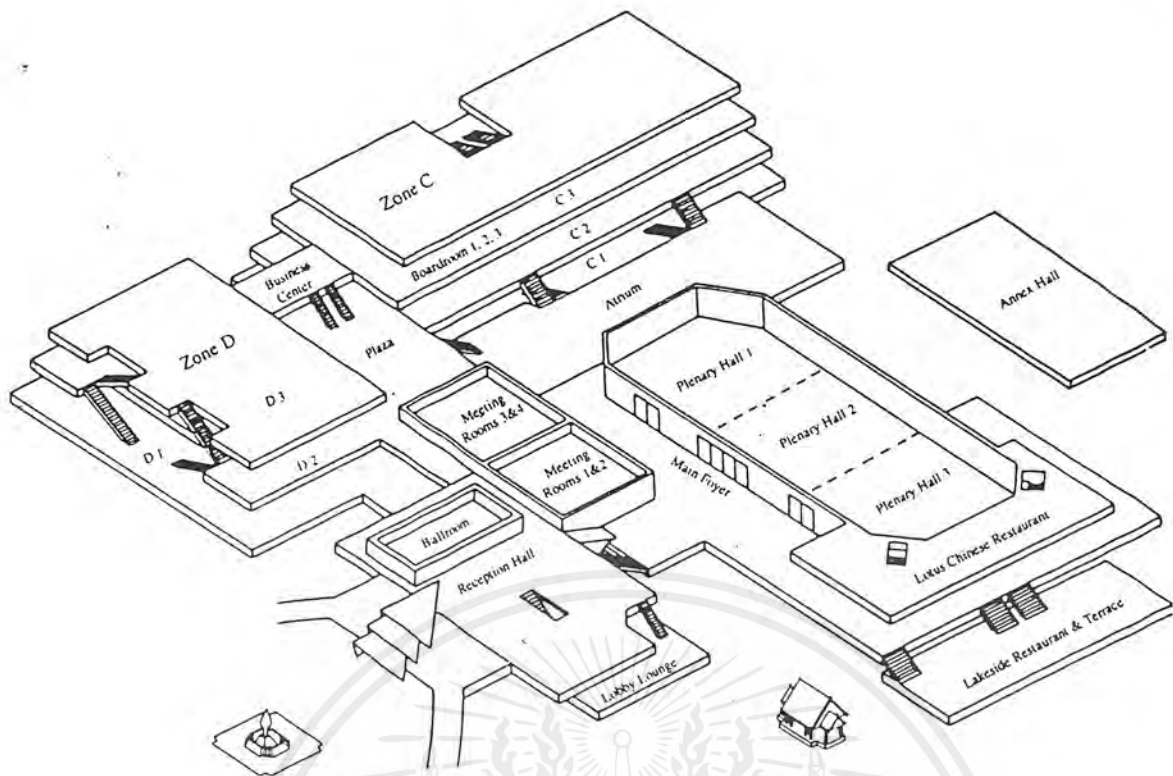 Zone C
C 3
Boardroom 1, 2, 3
C 2
C 1
Business
Center
Atrium
Annex Hall
Zone D
Plaza
D 3
D 1
D 2
Plenary Hall 1
Plenary Hall 2
Plenary Hall 3
Meeting
Rooms 3&4
Meeting
Rooms 1&2
Main Foyer
Ballroom
Reception Hall
Lotus Chinese Restaurant
Lobby Lounge
Lakeside Restaurant & Terrace